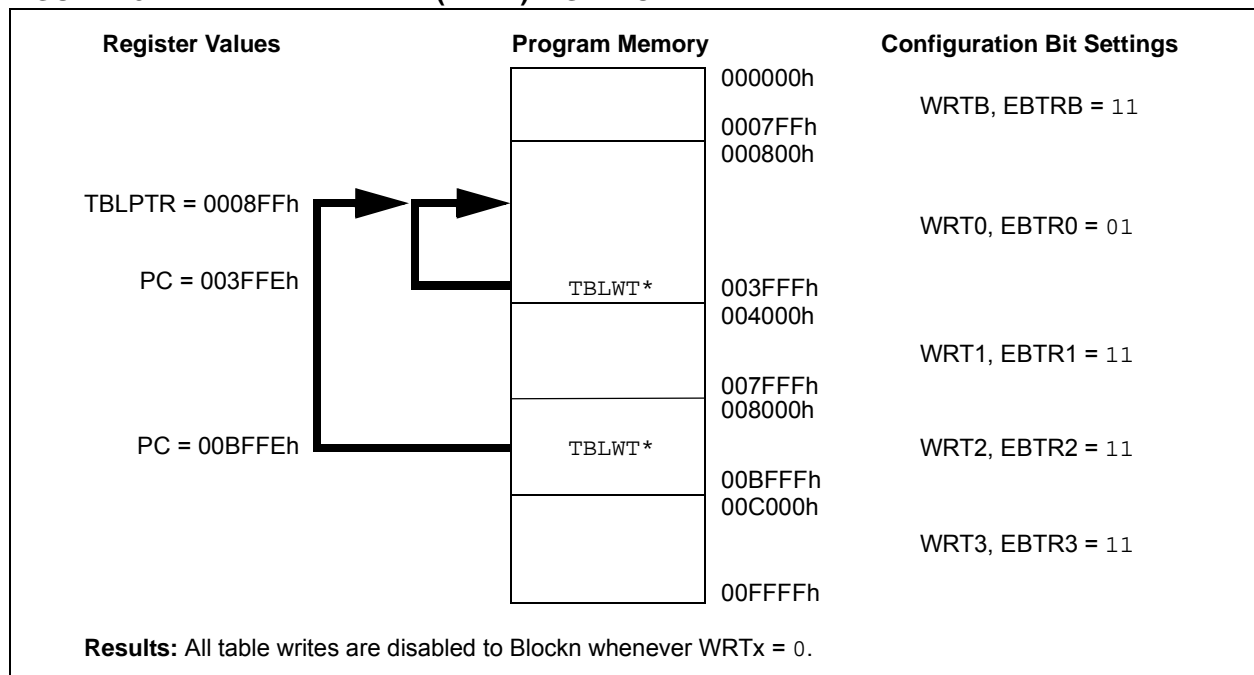 Register Values Program Memory Configuration Bit Settings
000000h
WRTB, EBTRB = 11
0007FFh
000800h
TBLPTR = 0008FFh
WRT0, EBTR0 = 01
PC = 003FFEh TBLWT* 003FFFh
004000h
WRT1, EBTR1 = 11
007FFFh
008000h
PC = 00BFFEh TBLWT* WRT2, EBTR2 = 11
00BFFFh
00C000h
WRT3, EBTR3 = 11
00FFFFh
Results: All table writes are disabled to Blockn whenever WRTx = 0.